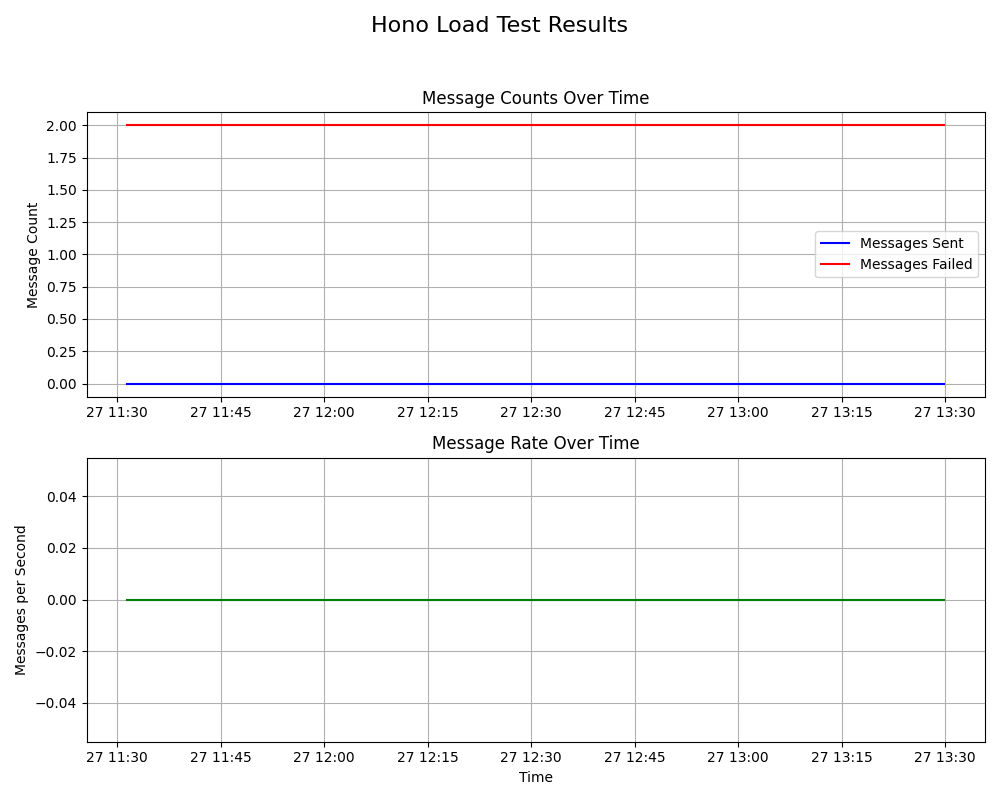 Hono Load Test Results
Message Counts Over Time
Message Count
2.00
1.75
1.50
1.25
1.00
0.75
0.50
0.25
0.00
Messages Sent
Messages Failed
27 11:30 27 11:45 27 12:00 27 12:15 27 12:30 27 12:45 27 13:00 27 13:15 27 13:30
Message Rate Over Time
Messages per Second
0.04
0.02
0.00
−0.02
−0.04
27 11:30 27 11:45 27 12:00 27 12:15 27 12:30 27 12:45 27 13:00 27 13:15 27 13:30
Time